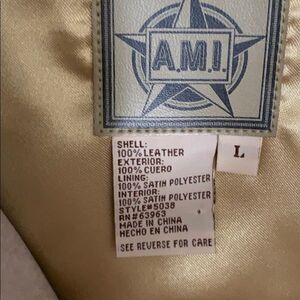 A.M.I.
SHELL:
100% LEATHER
EXTERIOR:
100% CUERO
LINING:
100% SATIN POLYESTER
INTERIOR:
100% SATIN POLYESTER
STYLE#5038
RN#63963
MADE IN CHINA
HECHO EN CHINA
SEE REVERSE FOR CARE
L